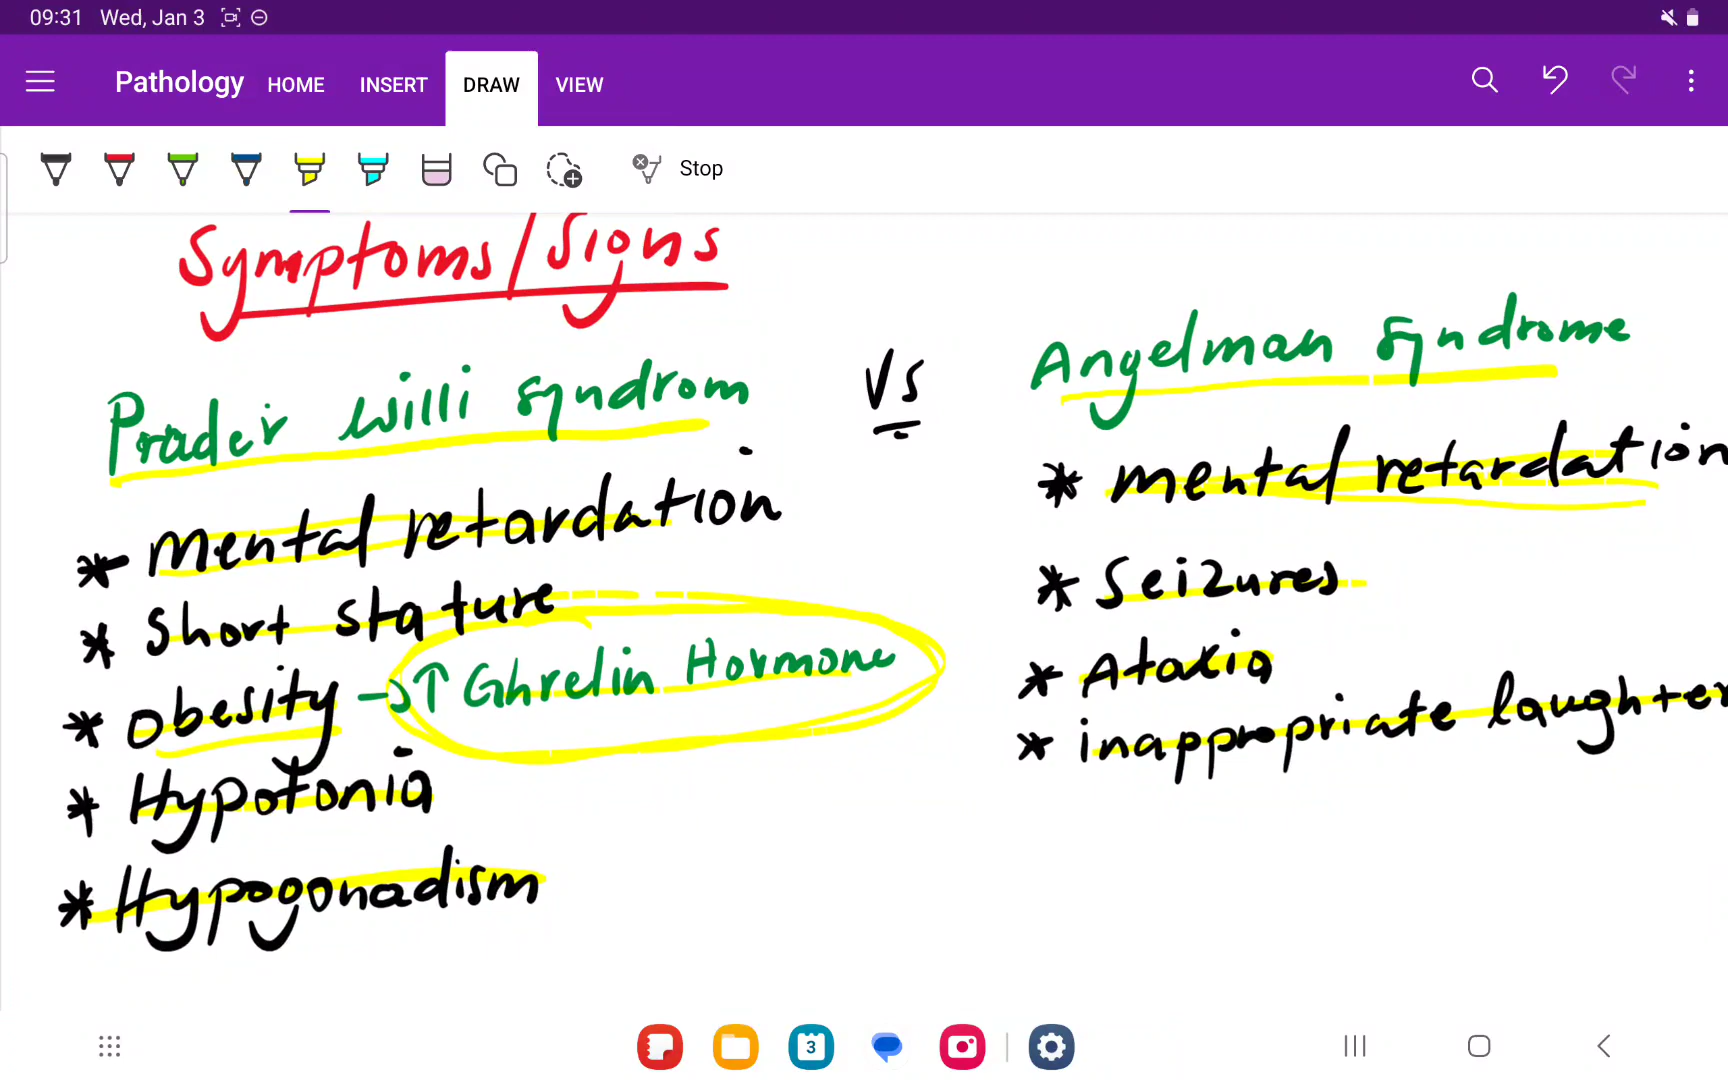 09:31 Wed, Jan 3
Pathology HOME INSERT DRAW VIEW
Stop
Symptoms/Signs
Prader willi syndrom
Vs
Angelman syndrome
* Mental retardation
* Short stature
* Obesity → ↑ Ghrelin Hormone
* Hypotonia
* Hypogonadism
* mental retardation
* Seizures
* Ataxia
* inappropriate laughter
3